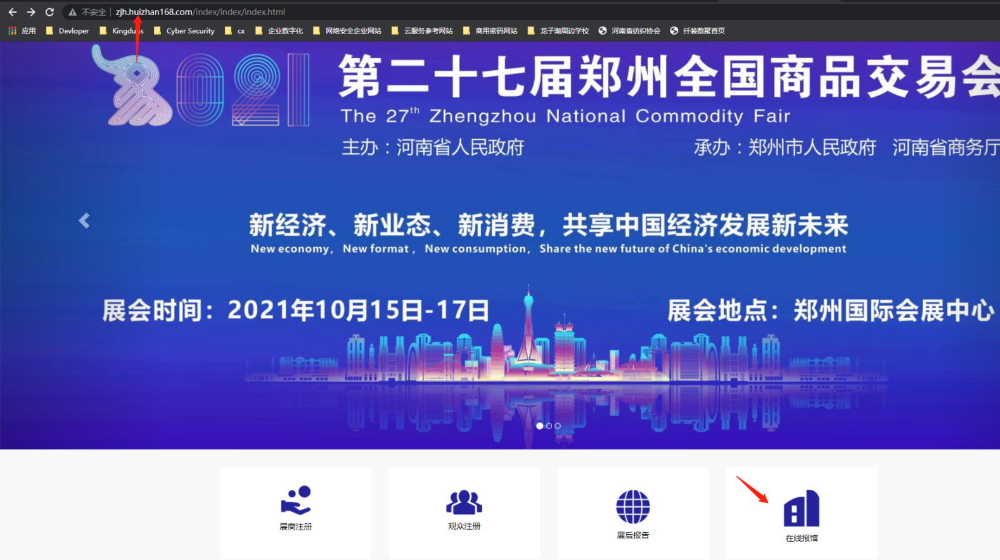 不安全 | zjh.huizhan168.com/index/index/index.html
应用 Devloper Kingdu s Cyber Security cx 企业数字化 网络安全企业网站 云服务参考网站 商用密码网站 龙子湖周边学校 河南省纺织协会 纤装数聚首页
2021 第二十七届郑州全国商品交易会
The 27th Zhengzhou National Commodity Fair
主办：河南省人民政府 承办：郑州市人民政府 河南省商务厅
新经济、新业态、新消费，共享中国经济发展新未来
New economy, New format , New consumption, Share the new future of China's economic development
展会时间：2021年10月15日-17日 展会地点：郑州国际会展中心
展商注册 观众注册 展后报告 在线报馆